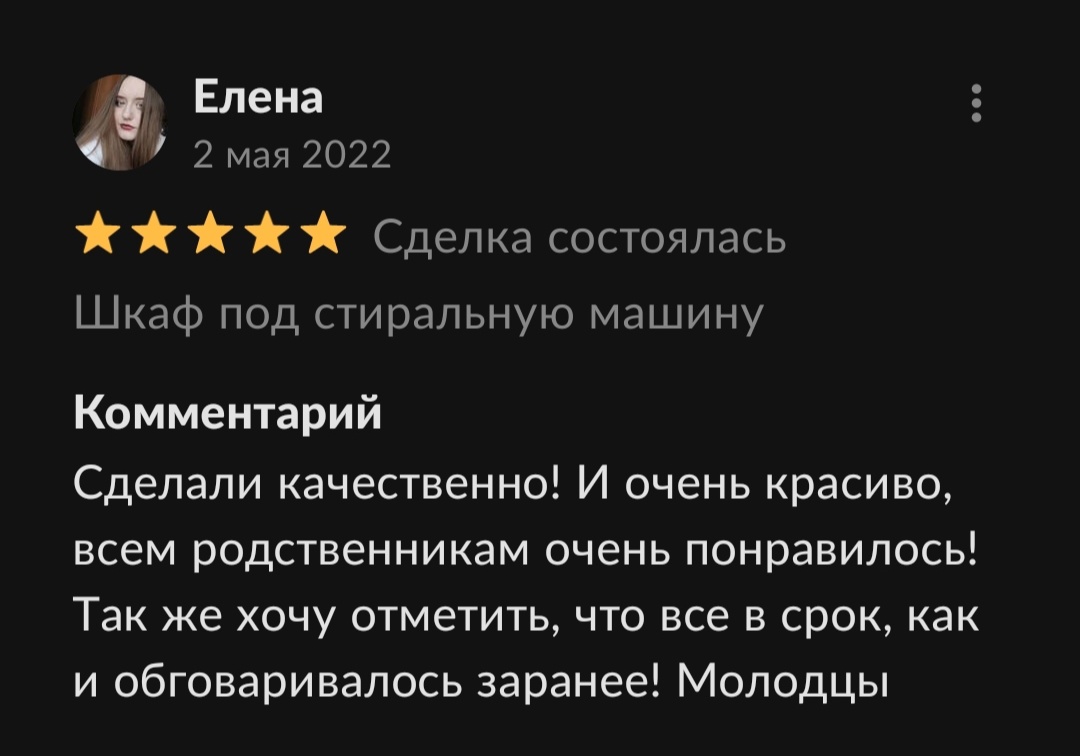 Елена
2 мая 2022
Сделка состоялась
Шкаф под стиральную машину
Комментарий
Сделали качественно! И очень красиво,
всем родственникам очень понравилось!
Так же хочу отметить, что все в срок, как
и обговаривалось заранее! Молодцы